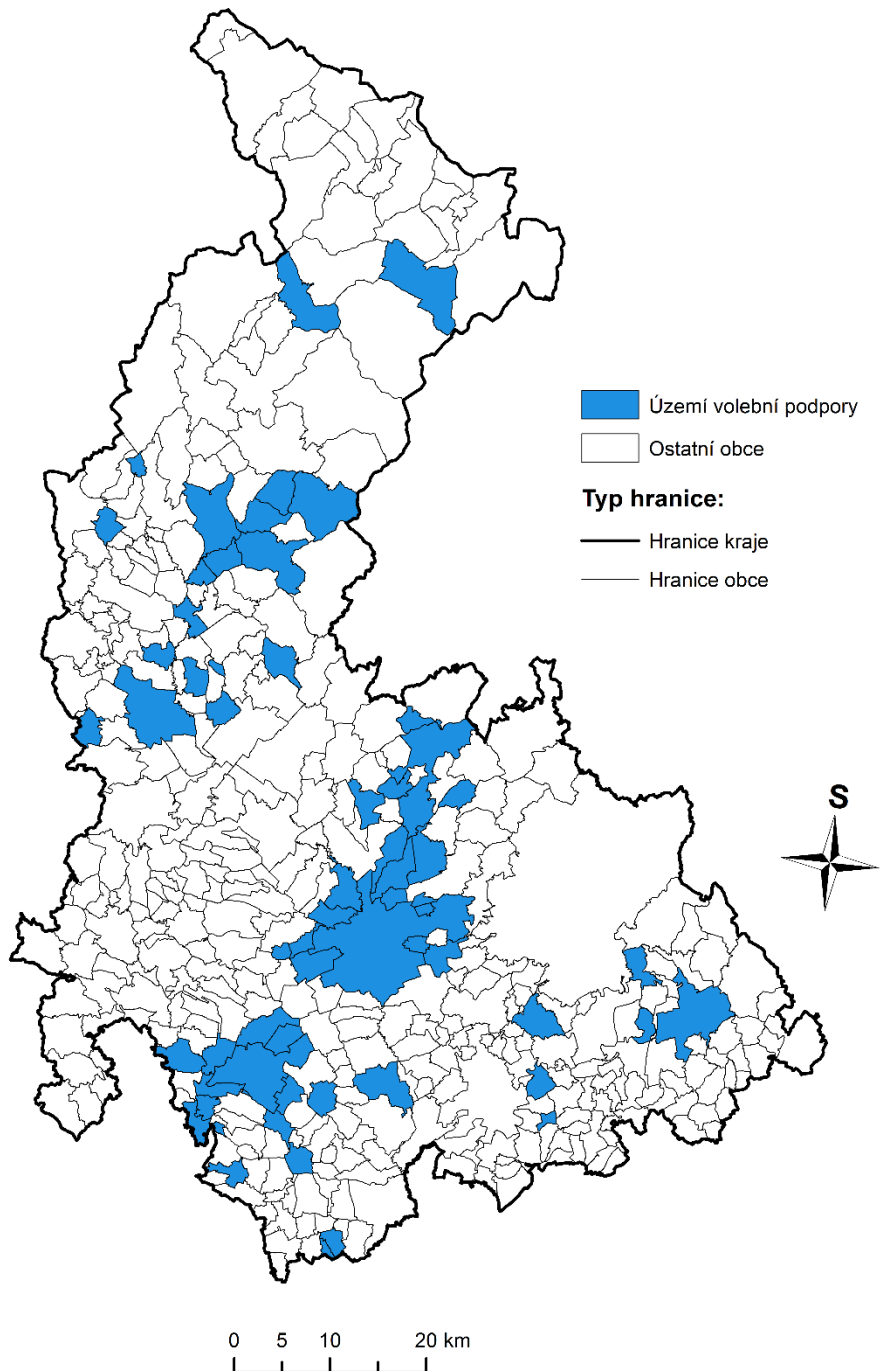 Území volební podpory
Ostatní obce
Typ hranice:
Hranice kraje
Hranice obce
S
0 5 10 20 km